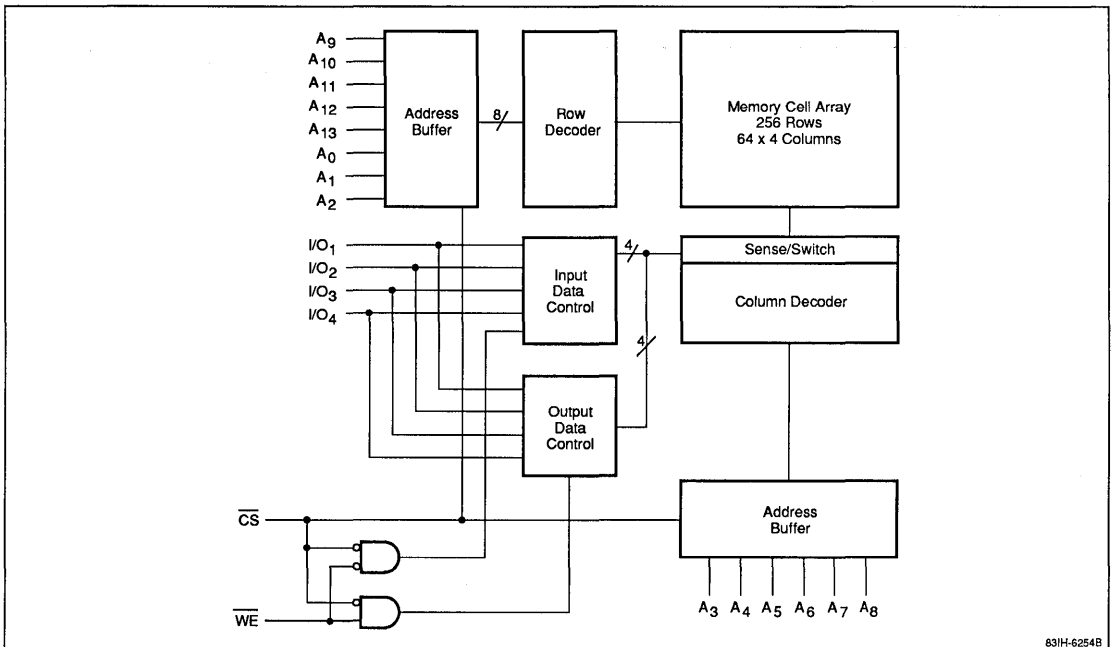 A9
A10
A11
A12
A13
A0
A1
A2
Address
Buffer
8
Row
Decoder
Memory Cell Array
256 Rows
64 x 4 Columns
I/O1
I/O2
I/O3
I/O4
Input
Data
Control
4
Sense/Switch
Column Decoder
4
Output
Data
Control
CS
WE
Address
Buffer
A3 A4 A5 A6 A7 A8
83IH-6254B